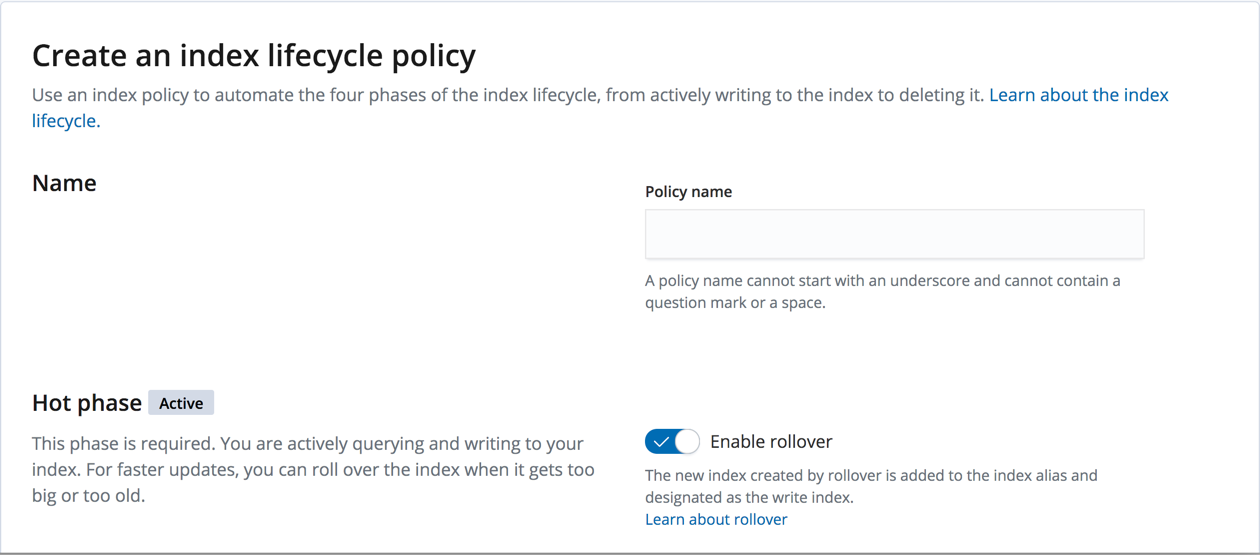 Create an index lifecycle policy
Use an index policy to automate the four phases of the index lifecycle, from actively writing to the index to deleting it. Learn about the index
lifecycle.
Name
Policy name
A policy name cannot start with an underscore and cannot contain a
question mark or a space.
Hot phase Active
This phase is required. You are actively querying and writing to your
index. For faster updates, you can roll over the index when it gets too
big or too old.
Enable rollover
The new index created by rollover is added to the index alias and
designated as the write index.
Learn about rollover